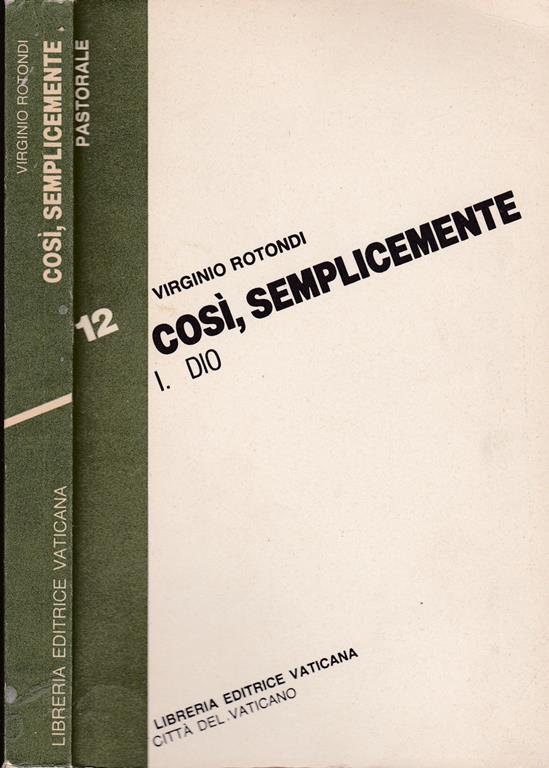 VIRGINIO ROTONDI
COSÌ, SEMPLICEMENTE
LIBRERIA EDITRICE VATICANA
PASTORALE
12
VIRGINIO ROTONDI
COSÌ, SEMPLICEMENTE
I. DIO
LIBRERIA EDITRICE VATICANA
CITTÀ DEL VATICANO